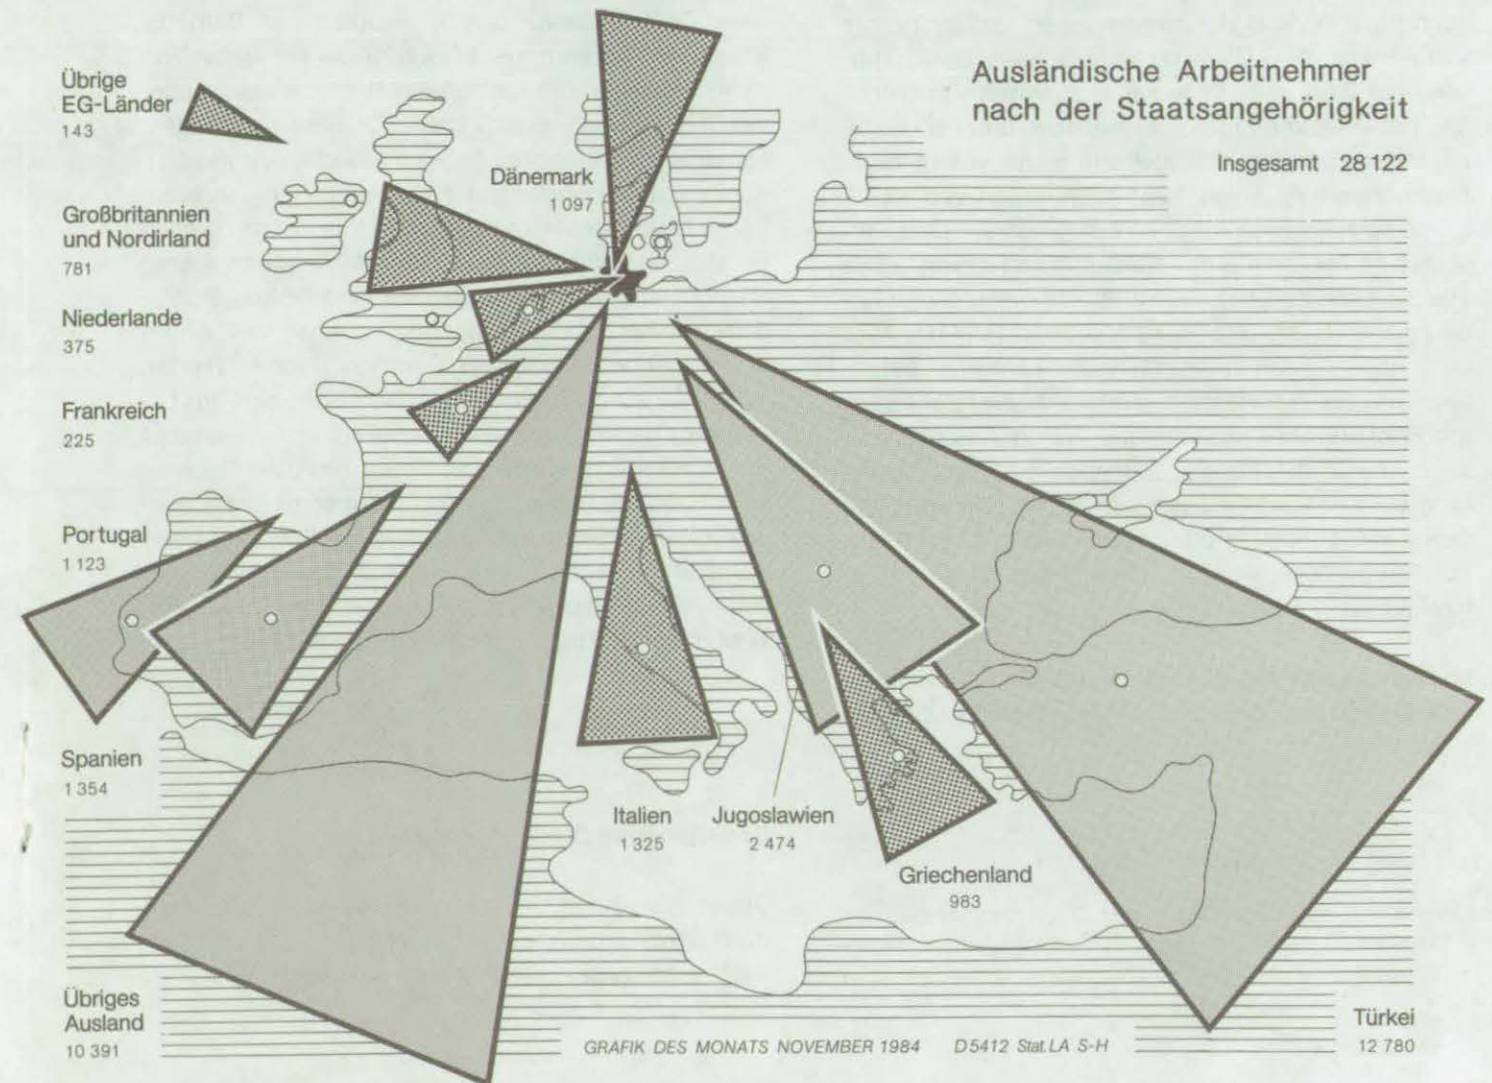 Ausländische Arbeitnehmer
nach der Staatsangehörigkeit
Insgesamt 28 122
Übrige
EG-Länder
143
Dänemark
1 097
Großbritannien
und Nordirland
781
Niederlande
375
Frankreich
225
Portugal
1 123
Spanien
1 354
Italien
1 325
Jugoslawien
2 474
Griechenland
983
Übriges
Ausland
10 391
Türkei
12 780
GRAFIK DES MONATS NOVEMBER 1984 D5412 Stat. LA S-H